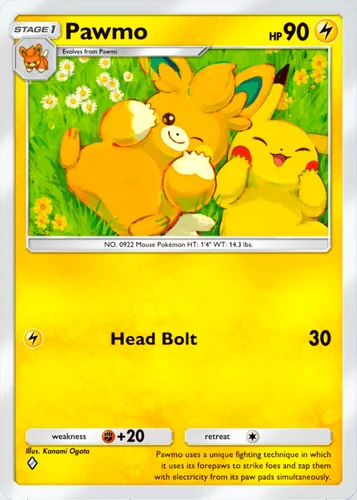 STAGE 1
Pawmo
HP 90
Evolves from Pawmi
NO. 0922 Mouse Pokémon HT: 1'4" WT: 14.3 lbs.
Head Bolt 30
weakness +20 retreat
Illus. Kanami Ogata
Pawmo uses a unique fighting technique in which
it uses its forepaws to strike foes and zap them
with electricity from its paw pads simultaneously.